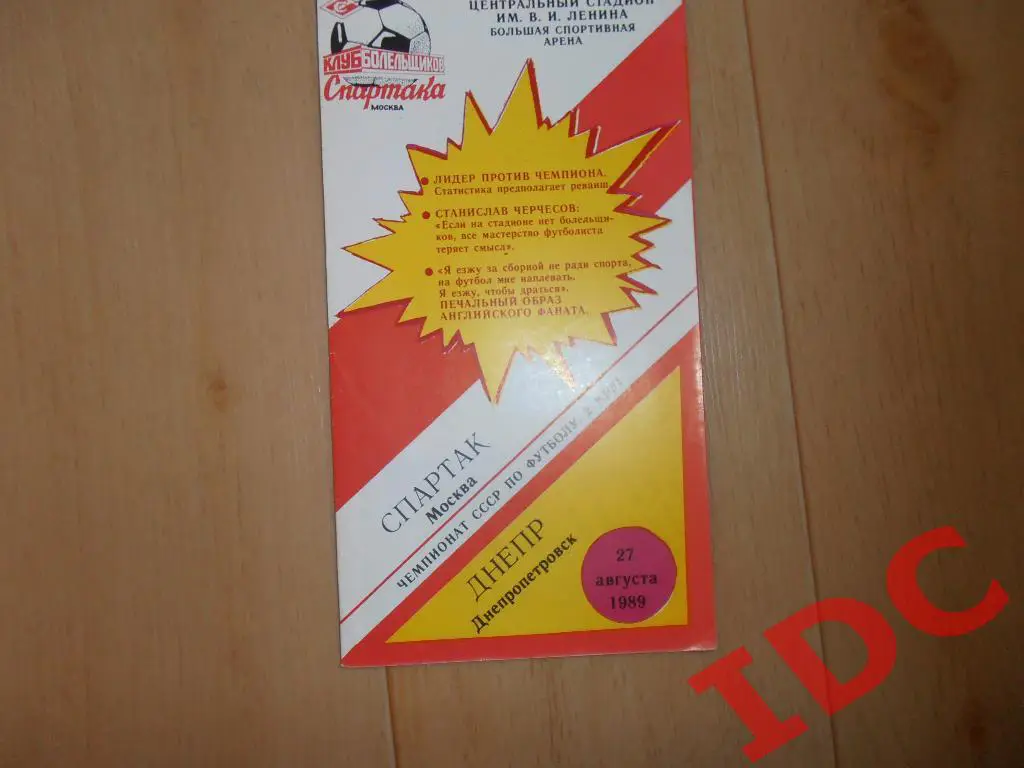 ЦЕНТРАЛЬНЫЙ СТАДИОН
ИМ. В. И. ЛЕНИНА
БОЛЬШАЯ СПОРТИВНАЯ
АРЕНА
КЛУБ БОЛЕЛЬЩИКОВ
Спартака
МОСКВА
• ЛИДЕР ПРОТИВ ЧЕМПИОНА.
Статистика предполагает реванш.
• СТАНИСЛАВ ЧЕРЧЕСОВ:
«Если на стадионе нет болельщи-
ков, все мастерство футболиста
теряет смысл».
• «Я езжу за сборной не ради спорта,
на футбол мне наплевать.
Я езжу, чтобы драться».
ПЕЧАЛЬНЫЙ ОБРАЗ
АНГЛИЙСКОГО ФАНАТА.
СПАРТАК
Москва
ЧЕМПИОНАТ СССР ПО ФУТБОЛУ. 2 КРУГ
ДНЕПР
Днепропетровск
27
августа
1989
IDC